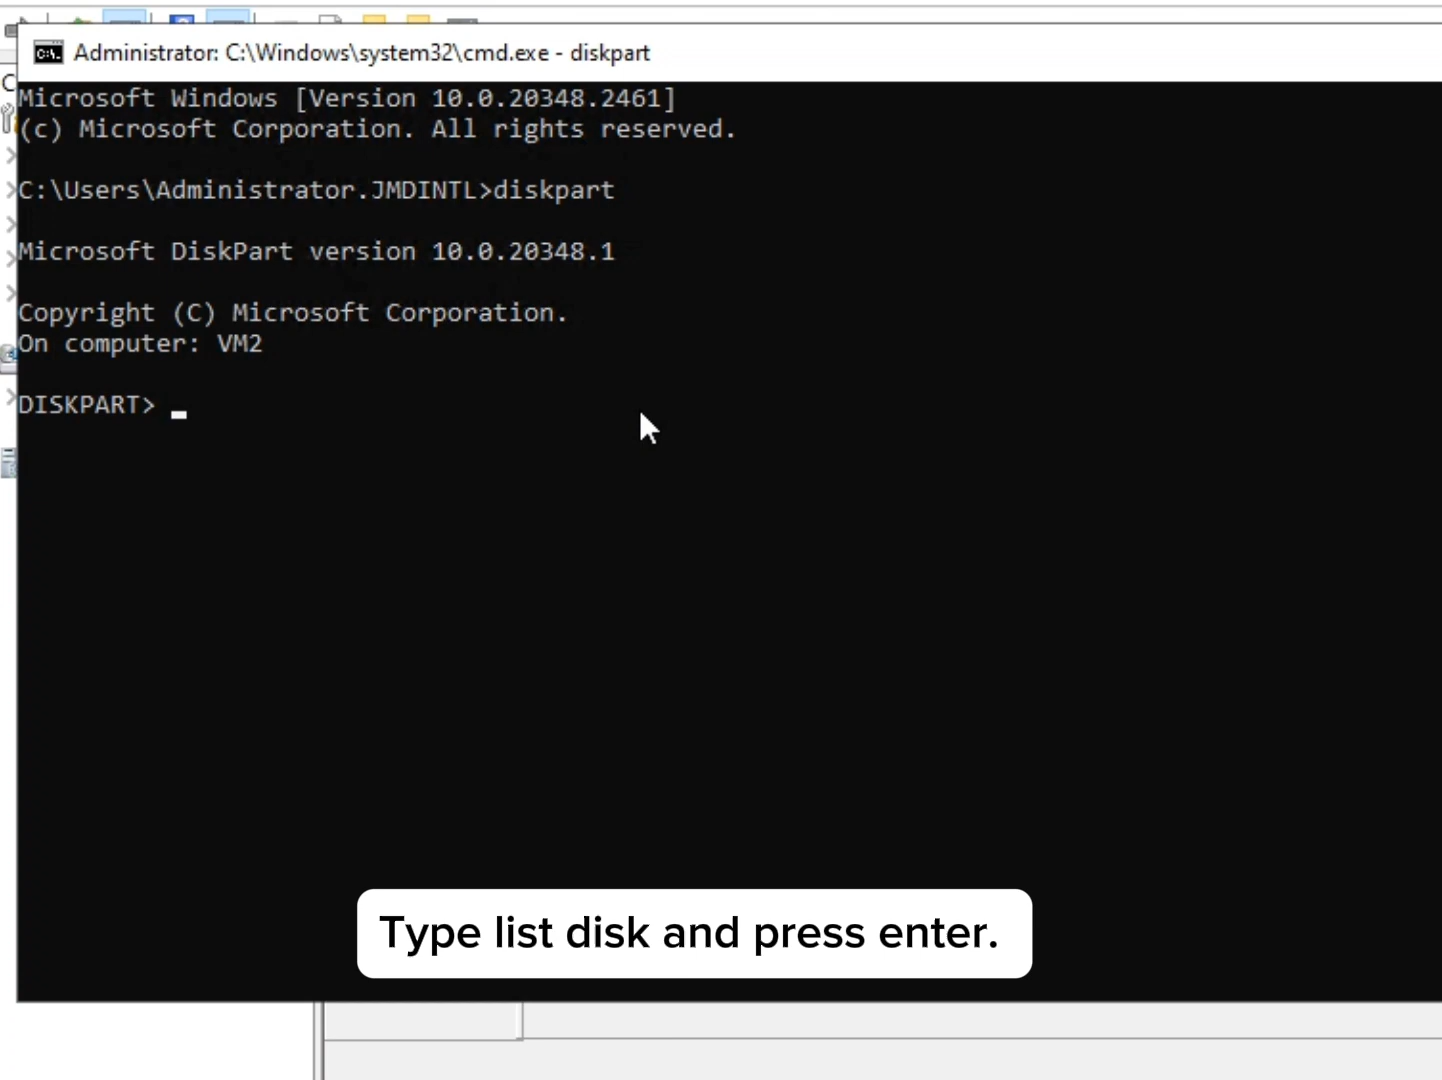 Administrator: C:\Windows\system32\cmd.exe - diskpart
Microsoft Windows [Version 10.0.20348.2461]
(c) Microsoft Corporation. All rights reserved.
C:\Users\Administrator.JMDINTL>diskpart
Microsoft DiskPart version 10.0.20348.1
Copyright (C) Microsoft Corporation.
On computer: VM2
DISKPART>
Type list disk and press enter.